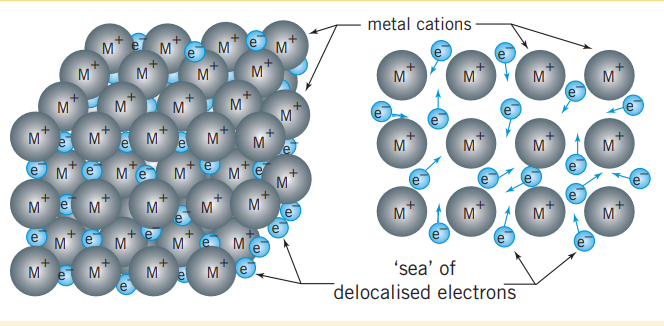 metal cations
M⁺ e⁻ M⁺ e⁻ M⁺ e⁻ M⁺
M⁺ M⁺ M⁺ M⁺
M⁺ M⁺ M⁺ M⁺ M⁺
M⁺ e⁻ M⁺ e⁻ M⁺ e⁻ M⁺ e⁻ M⁺ e⁻
e⁻ M⁺ e⁻ M⁺ e⁻ M⁺ e⁻ M⁺ e⁻ M⁺
M⁺ e⁻ M⁺ M⁺ e⁻ M⁺ M⁺ e⁻
e⁻ M⁺ M⁺ e⁻ M⁺ e⁻ M⁺ e⁻ e⁻
M⁺ e⁻ M⁺ e⁻ M⁺ e⁻ M⁺ e⁻
e⁻ e⁻
M⁺ M⁺ M⁺ M⁺
e⁻ e⁻ e⁻ e⁻ e⁻
M⁺ M⁺ M⁺ M⁺
e⁻ e⁻ e⁻ e⁻ e⁻ e⁻
M⁺ M⁺ M⁺ M⁺
e⁻ e⁻ e⁻
‘sea’ of
delocalised electrons